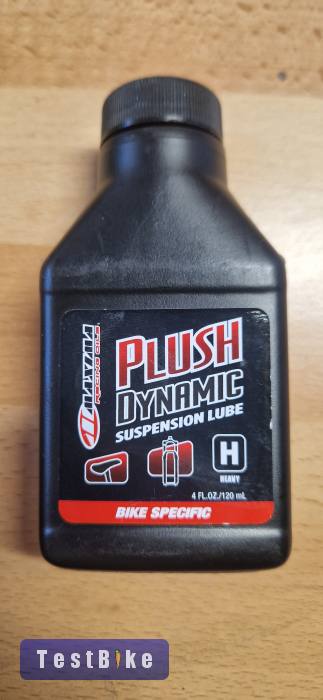 MAXIMA
RACING OILS
PLUSH
DYNAMIC
SUSPENSION LUBE
H
HEAVY
4 FL.OZ./120 mL
BIKE SPECIFIC
TestBike